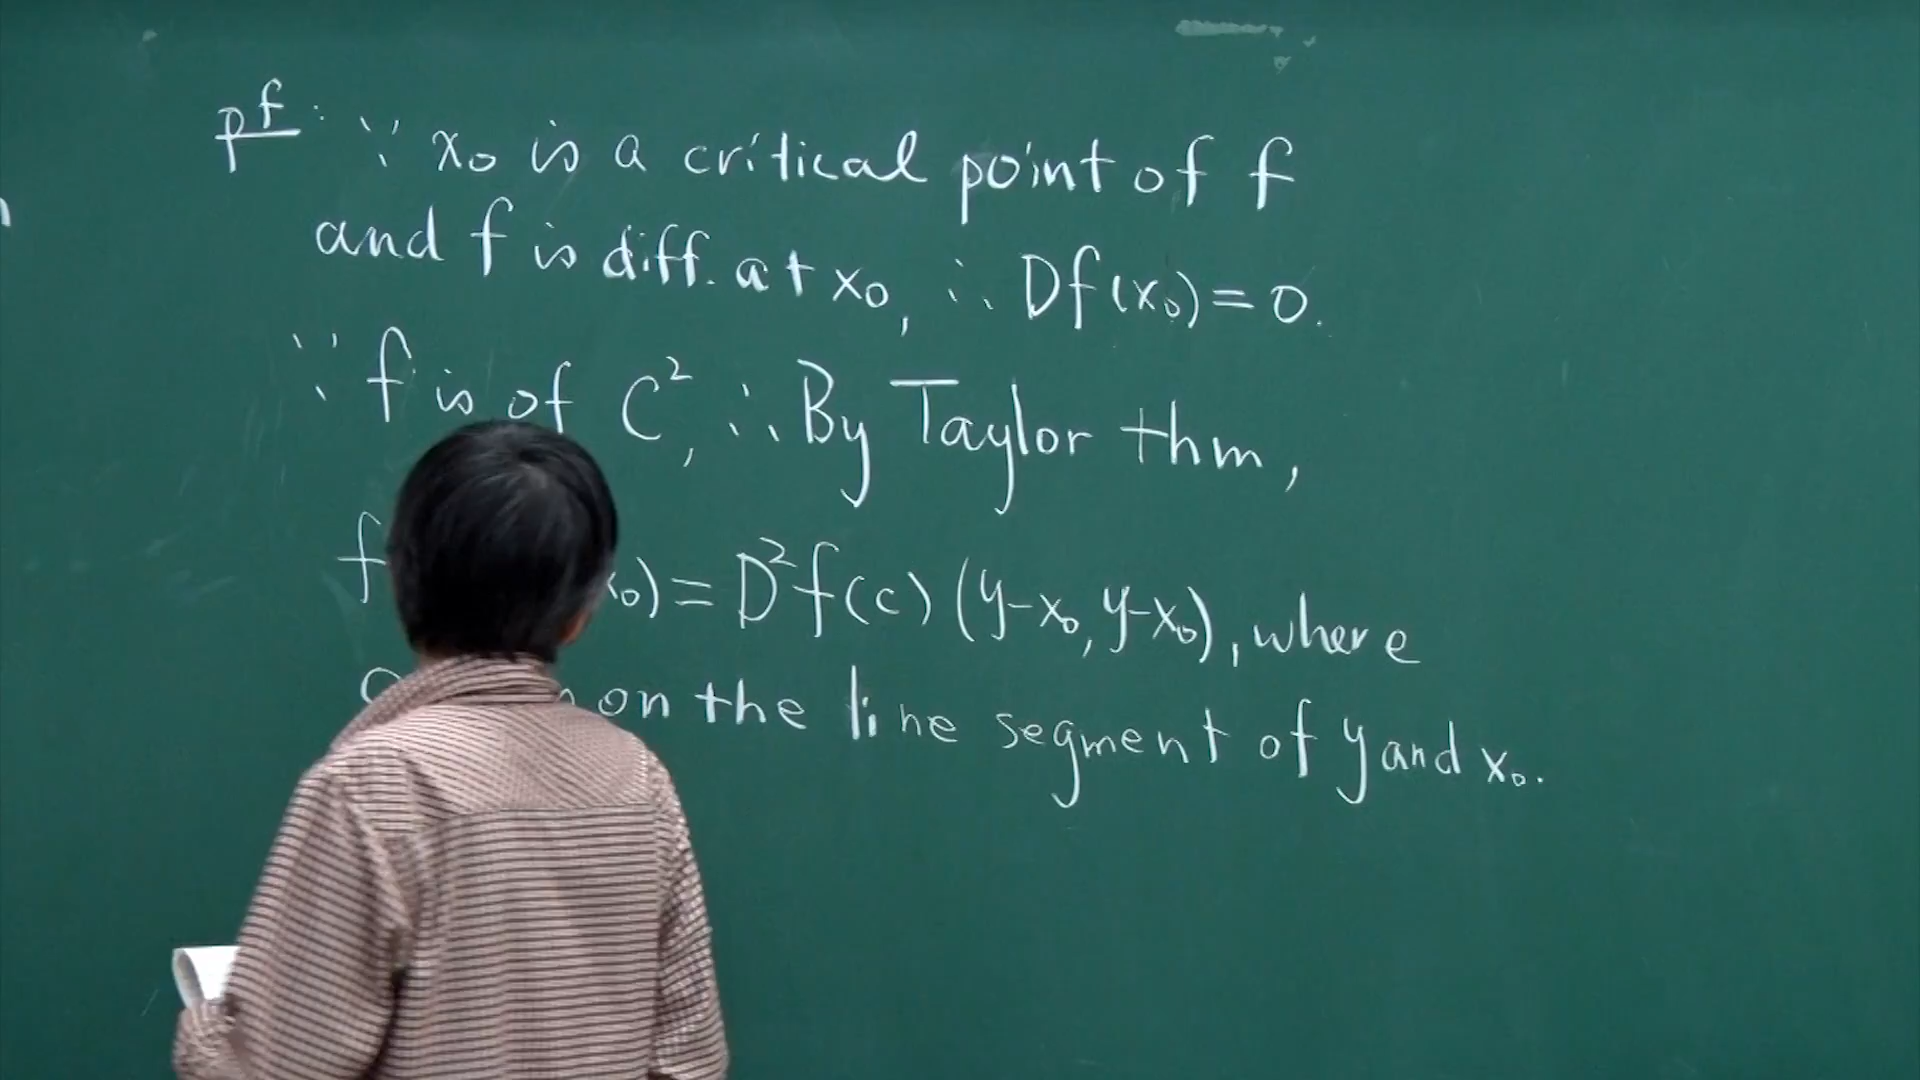 pf: ∵ x₀ is a critical point of f
and f is diff. at x₀, ∴ Df(x₀)=0.
∵ f is of C², ∴ By Taylor thm,
f x₀)=D²f(c)(y-x₀,y-x₀), where
on the line segment of y and x₀.